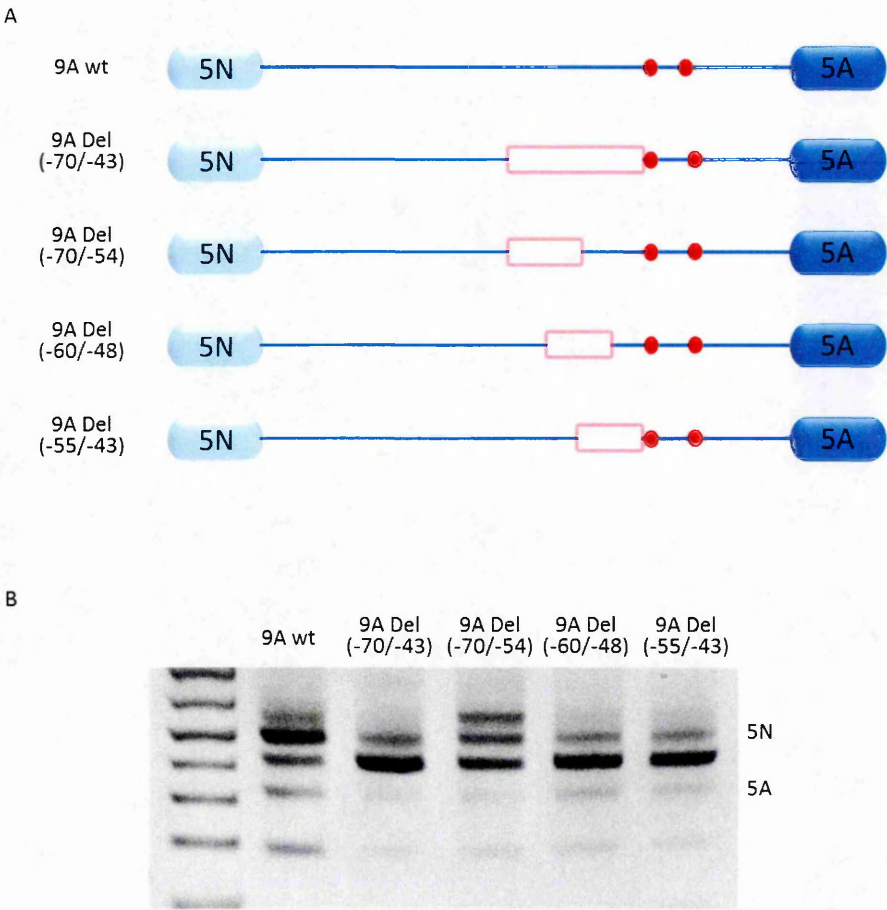 A
9A wt
5N
5A
9A Del
(-70/-43)
5N
5A
9A Del
(-70/-54)
5N
5A
9A Del
(-60/-48)
5N
5A
9A Del
(-55/-43)
5N
5A
B
9A wt
9A Del
(-70/-43)
9A Del
(-70/-54)
9A Del
(-60/-48)
9A Del
(-55/-43)
5N
5A